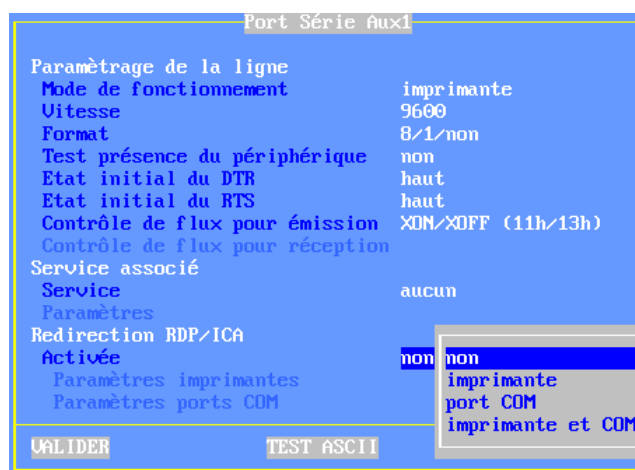 Port Série Aux1
Paramètrage de la ligne
Mode de fonctionnement imprimante
Vitesse 9600
Format 8/1/non
Test présence du périphérique non
Etat initial du DTR haut
Etat initial du RTS haut
Contrôle de flux pour émission XON/XOFF (11h/13h)
Contrôle de flux pour réception
Service associé
Service aucun
Paramètres
Redirection RDP/ICA
Activée non non
Paramètres imprimantes imprimante
Paramètres ports COM port COM
imprimante et COM
VALIDER TEST ASCII